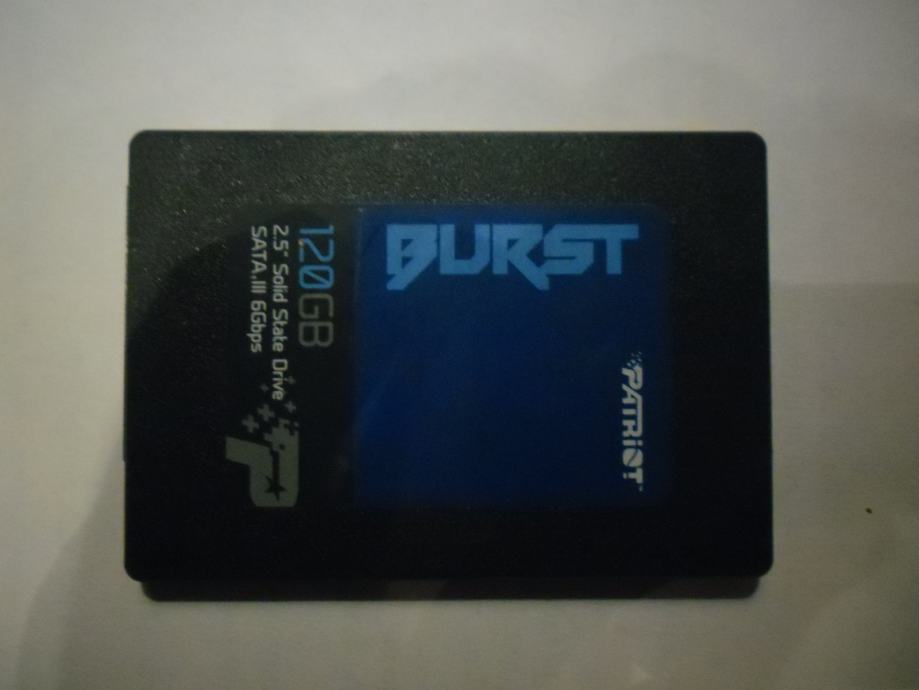 BURST
PATRIOT
120GB
2.5" Solid State Drive
SATA III 6Gbps
P